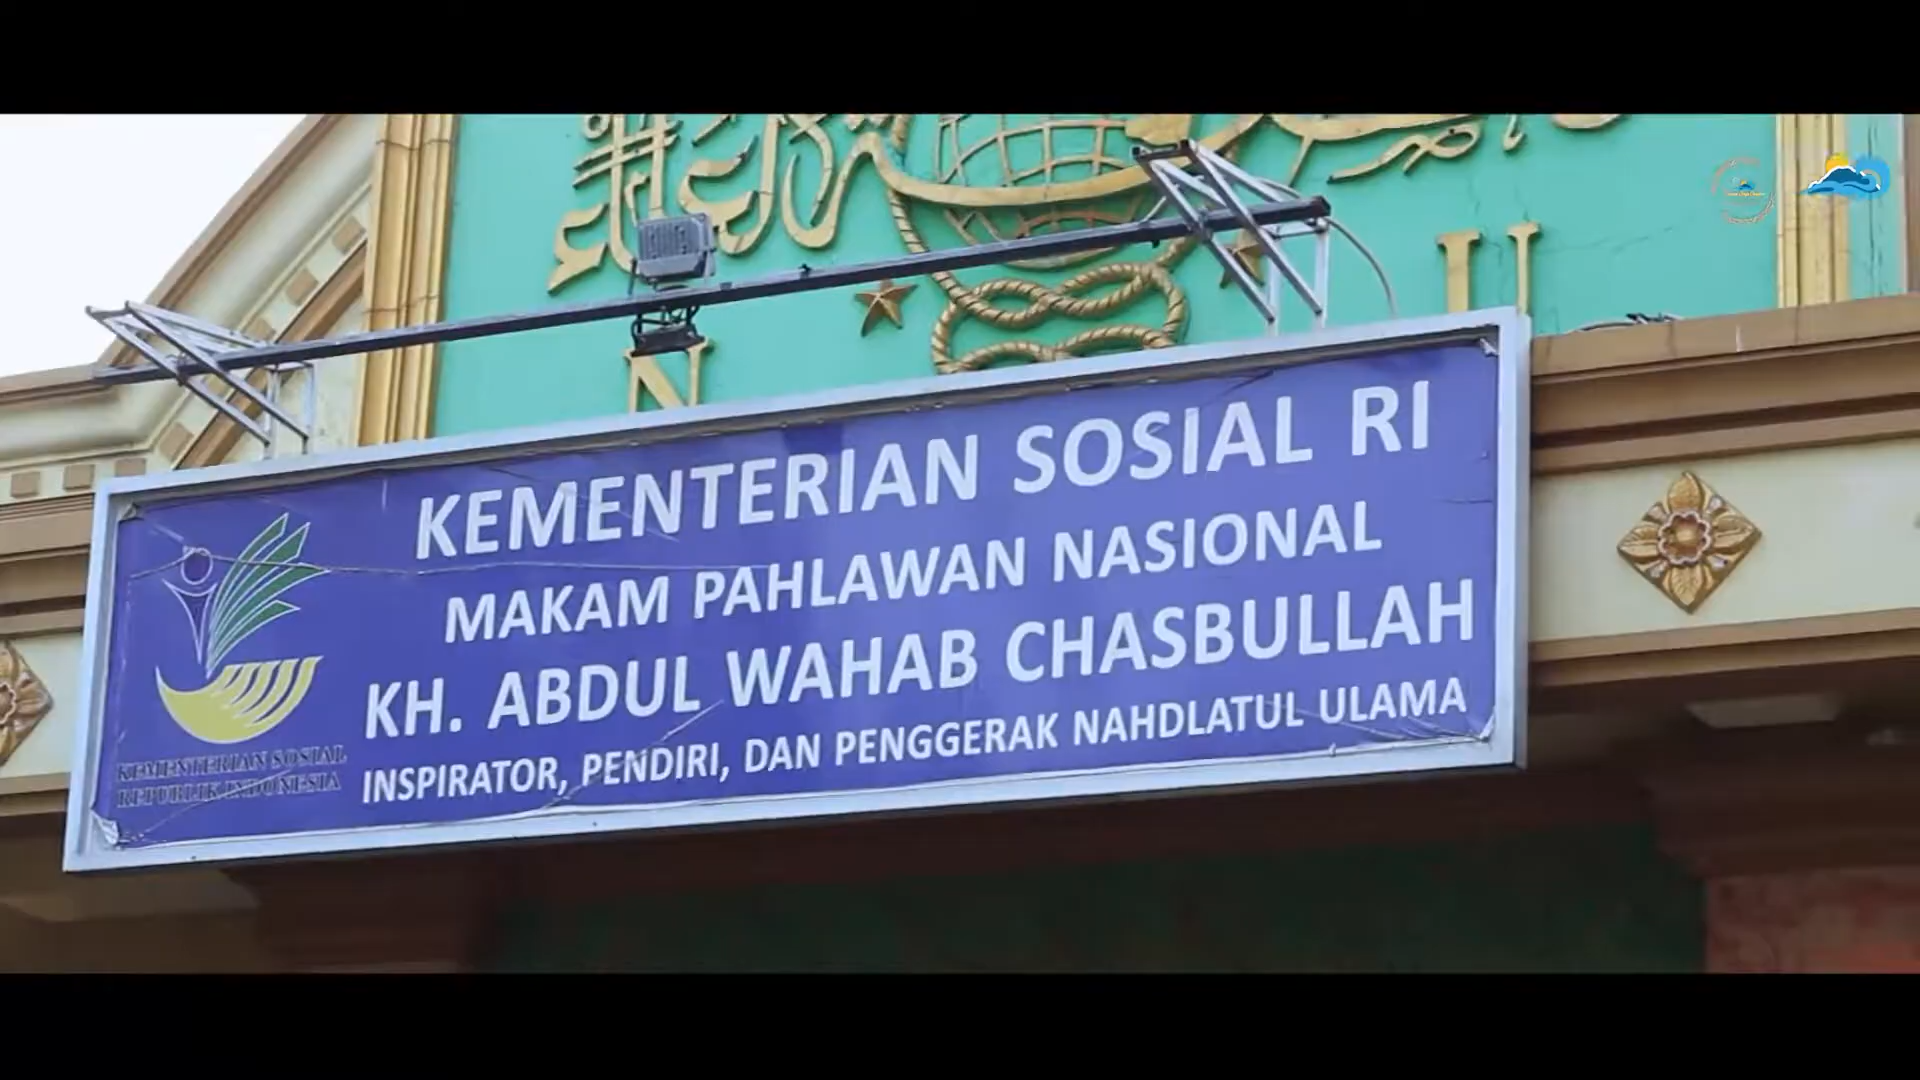 N U
KEMENTERIAN SOSIAL RI
MAKAM PAHLAWAN NASIONAL
KH. ABDUL WAHAB CHASBULLAH
INSPIRATOR, PENDIRI, DAN PENGGERAK NAHDLATUL ULAMA
KEMENTERIAN SOSIAL
REPUBLIK INDONESIA